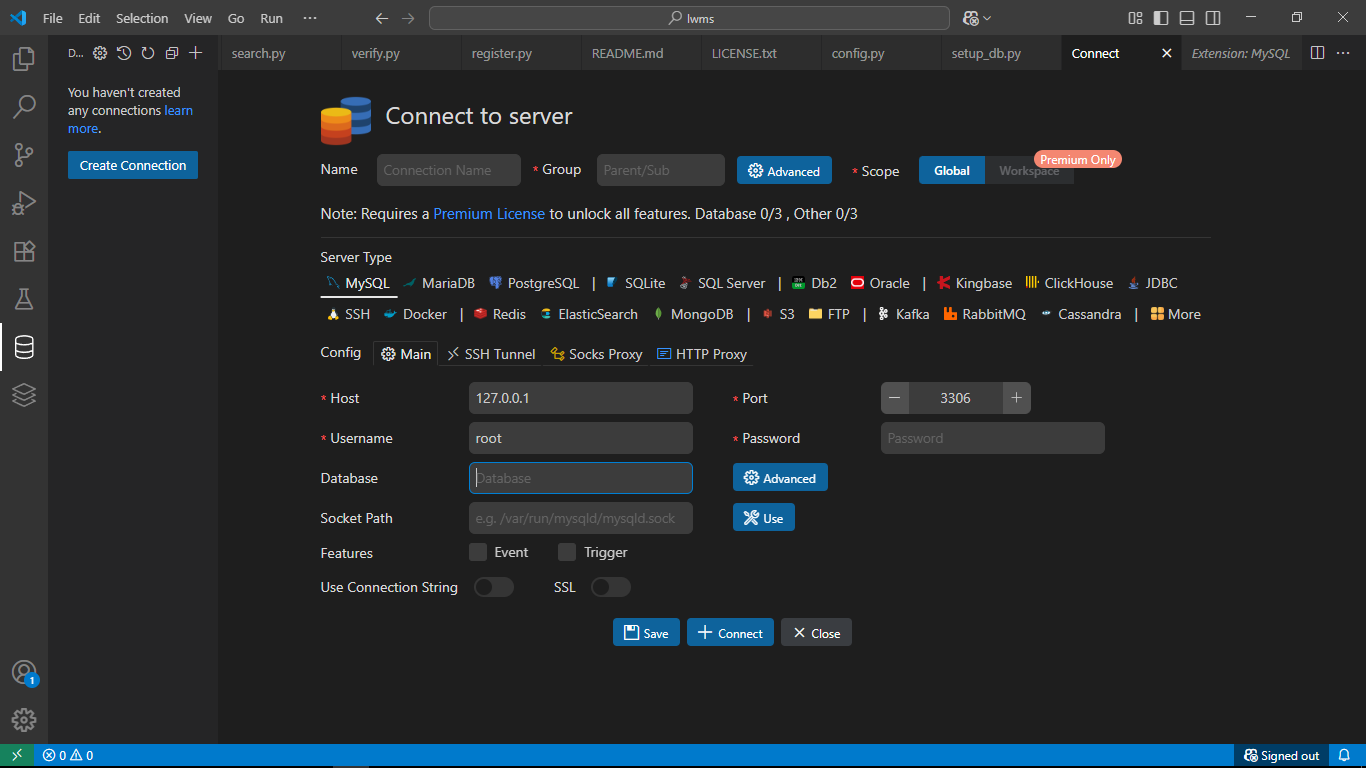 File Edit Selection View Go Run ··· lwms
D... search.py verify.py register.py README.md LICENSE.txt config.py setup_db.py Connect Extension: MySQL
You haven't created
any connections learn
more.
Create Connection
Connect to server
Name Connection Name * Group Parent/Sub Advanced * Scope Global Workspace Premium Only
Note: Requires a Premium License to unlock all features. Database 0/3 , Other 0/3
Server Type
MySQL MariaDB PostgreSQL | SQLite SQL Server | Db2 Oracle | Kingbase ClickHouse JDBC
SSH Docker | Redis ElasticSearch MongoDB | S3 FTP | Kafka RabbitMQ Cassandra | More
Config Main SSH Tunnel Socks Proxy HTTP Proxy
* Host 127.0.0.1 * Port 3306
* Username root * Password Password
Database Database Advanced
Socket Path e.g. /var/run/mysqld/mysqld.sock Use
Features Event Trigger
Use Connection String SSL
Save Connect Close
1
0 0 Signed out